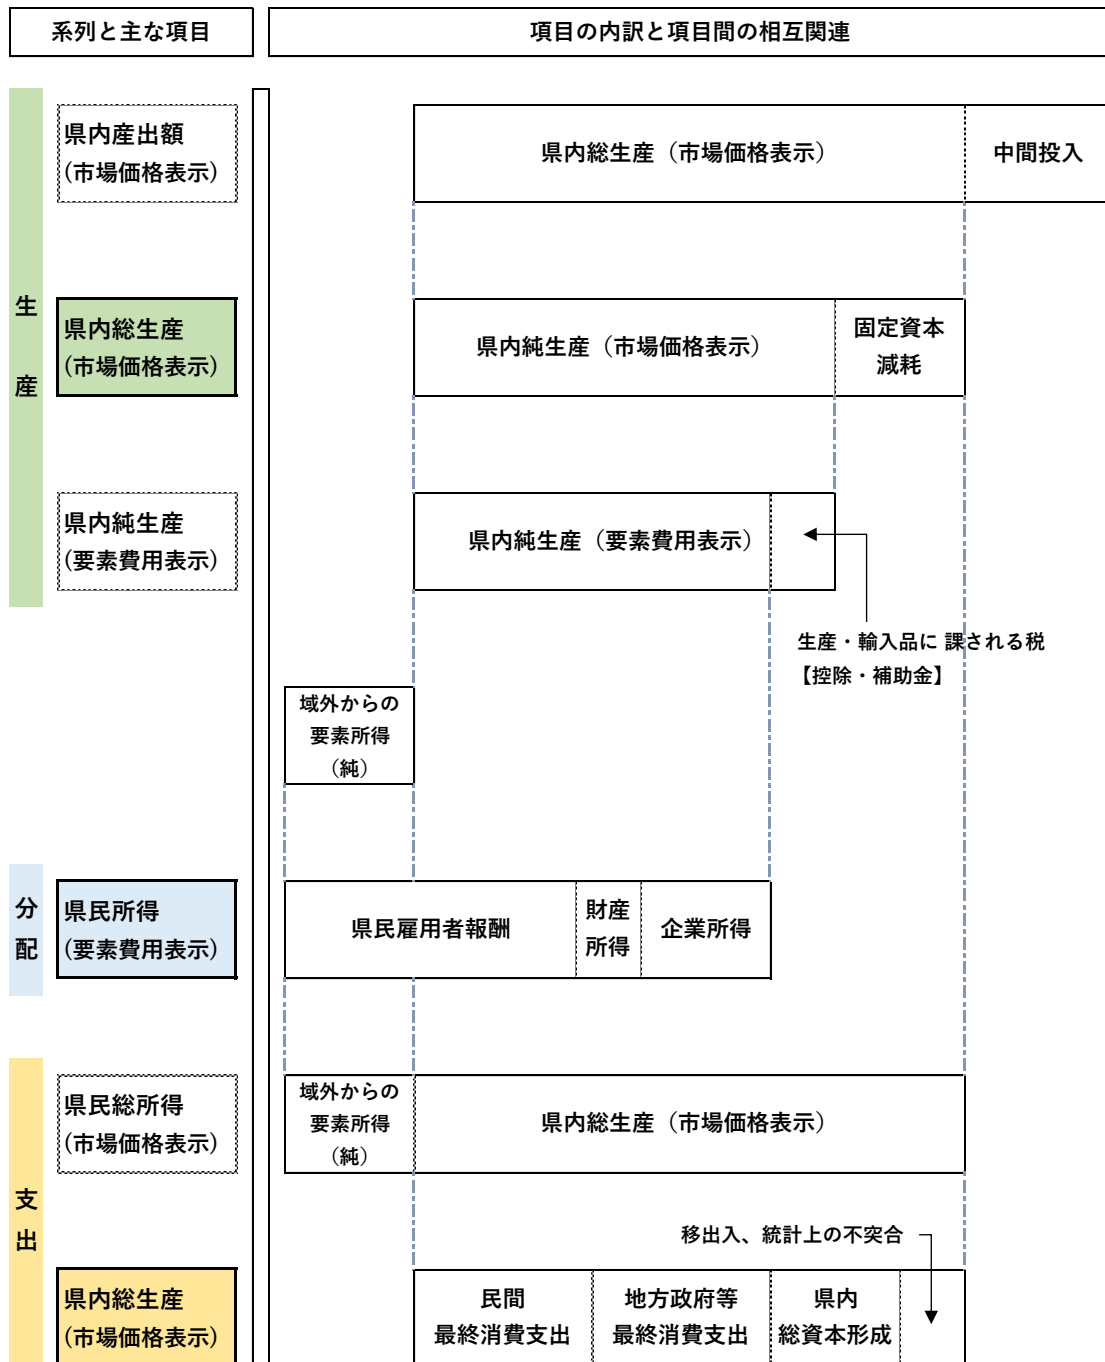 系列と主な項目
項目の内訳と項目間の相互関連
生
産
県内産出額
(市場価格表示)
県内総生産（市場価格表示）
中間投入
県内総生産
(市場価格表示)
県内純生産（市場価格表示）
固定資本
減耗
県内純生産
(要素費用表示)
県内純生産（要素費用表示）
生産・輸入品に 課される税
【控除・補助金】
域外からの
要素所得
（純）
分
配
県民所得
(要素費用表示)
県民雇用者報酬
財産
所得
企業所得
支
出
県民総所得
(市場価格表示)
域外からの
要素所得
（純）
県内総生産（市場価格表示）
移出入、統計上の不突合
県内総生産
(市場価格表示)
民間
最終消費支出
地方政府等
最終消費支出
県内
総資本形成